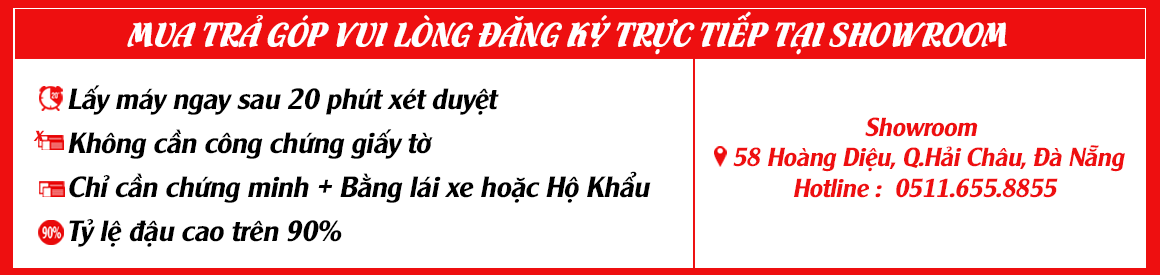 MUA TRẢ GÓP VUI LÒNG ĐĂNG KÝ TRỰC TIẾP TẠI SHOWROOM
Lấy máy ngay sau 20 phút xét duyệt
Không cần công chứng giấy tờ
Chỉ cần chứng minh + Bằng lái xe hoặc Hộ Khẩu
90% Tỷ lệ đậu cao trên 90%
Showroom
58 Hoàng Diệu, Q.Hải Châu, Đà Nẵng
Hotline : 0511.655.8855